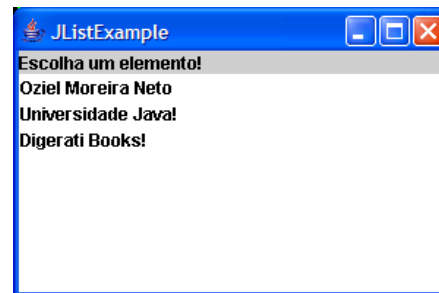 JListExample
Escolha um elemento!
Oziel Moreira Neto
Universidade Java!
Digerati Books!